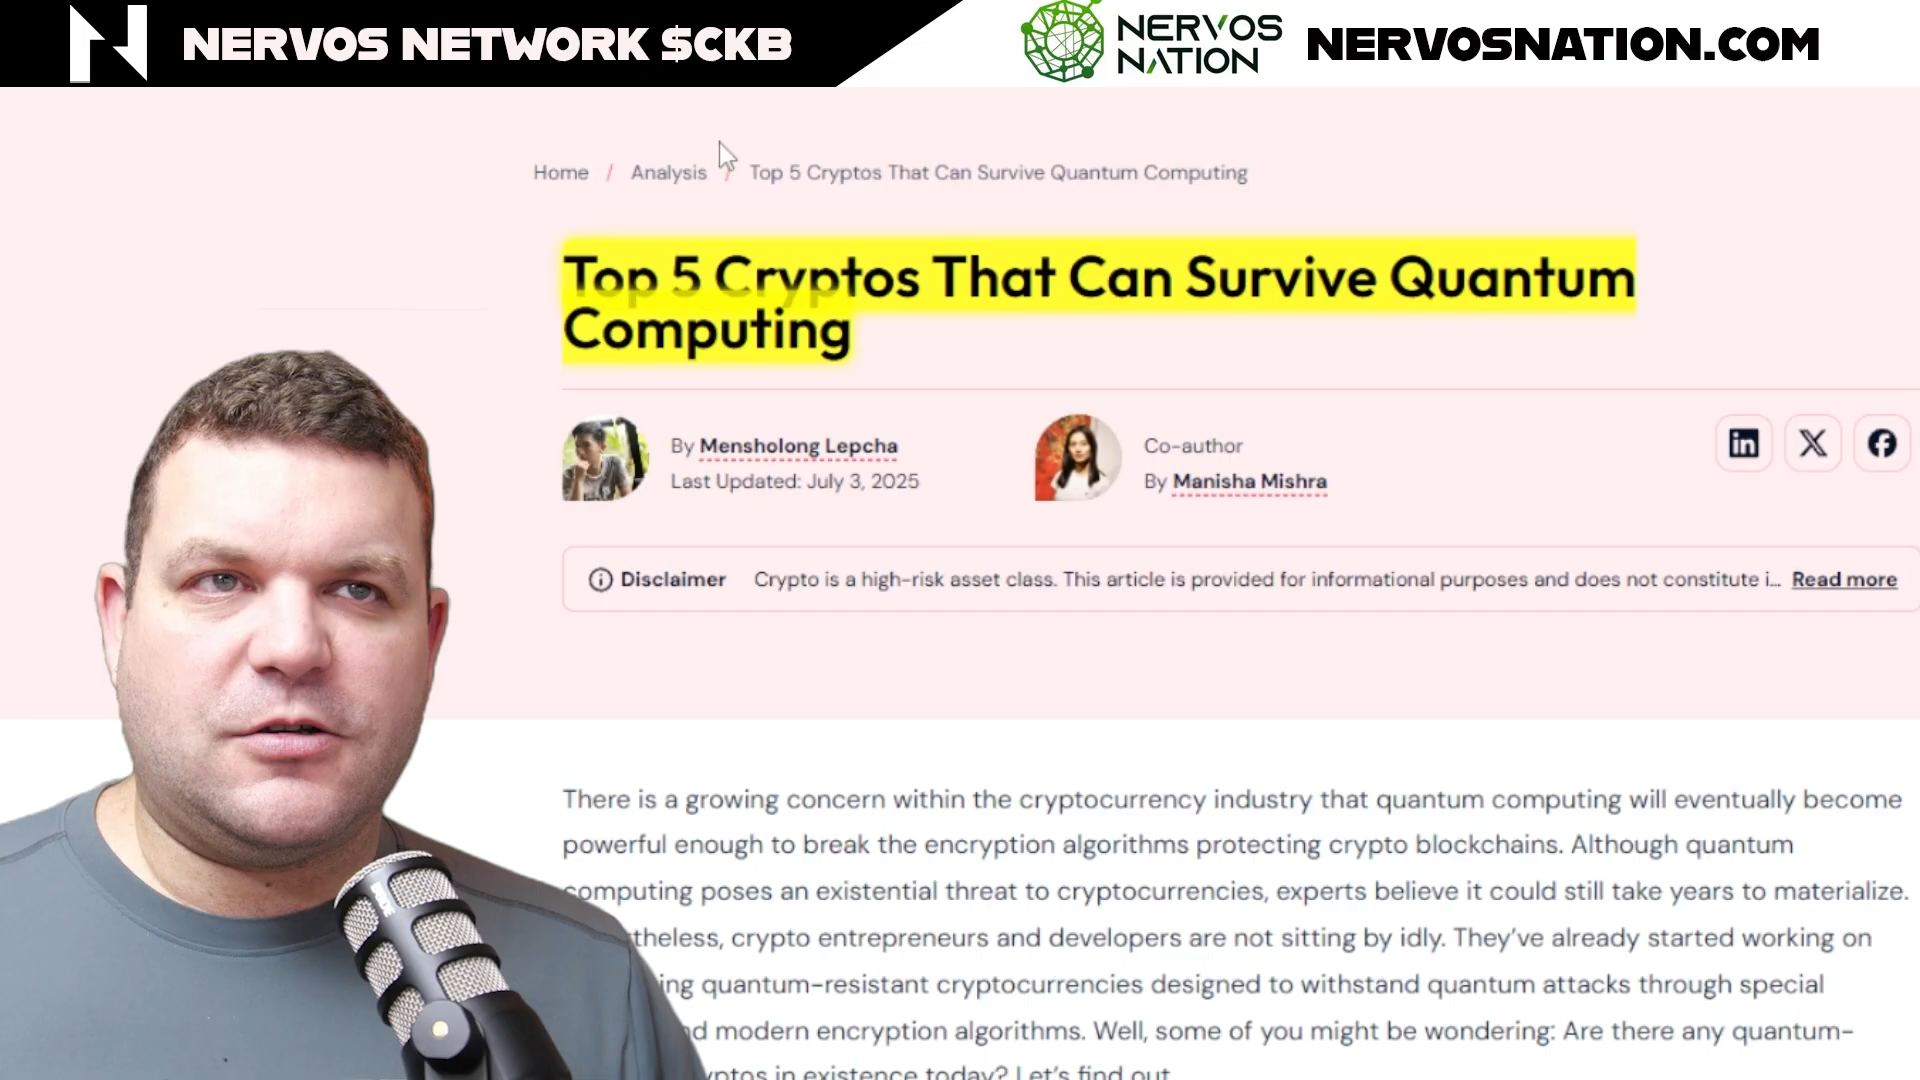 NERVOS NETWORK $CKB
NERVOS
NATION
NERVOSNATION.COM
Home / Analysis / Top 5 Cryptos That Can Survive Quantum Computing
Top 5 Cryptos That Can Survive Quantum
Computing
By Mensholong Lepcha
Last Updated: July 3, 2025
Co-author
By Manisha Mishra
Disclaimer Crypto is a high-risk asset class. This article is provided for informational purposes and does not constitute i... Read more
There is a growing concern within the cryptocurrency industry that quantum computing will eventually become
powerful enough to break the encryption algorithms protecting crypto blockchains. Although quantum
computing poses an existential threat to cryptocurrencies, experts believe it could still take years to materialize.
theless, crypto entrepreneurs and developers are not sitting by idly. They've already started working on
ing quantum-resistant cryptocurrencies designed to withstand quantum attacks through special
d modern encryption algorithms. Well, some of you might be wondering: Are there any quantum-
yptos in existence today? Let's find out